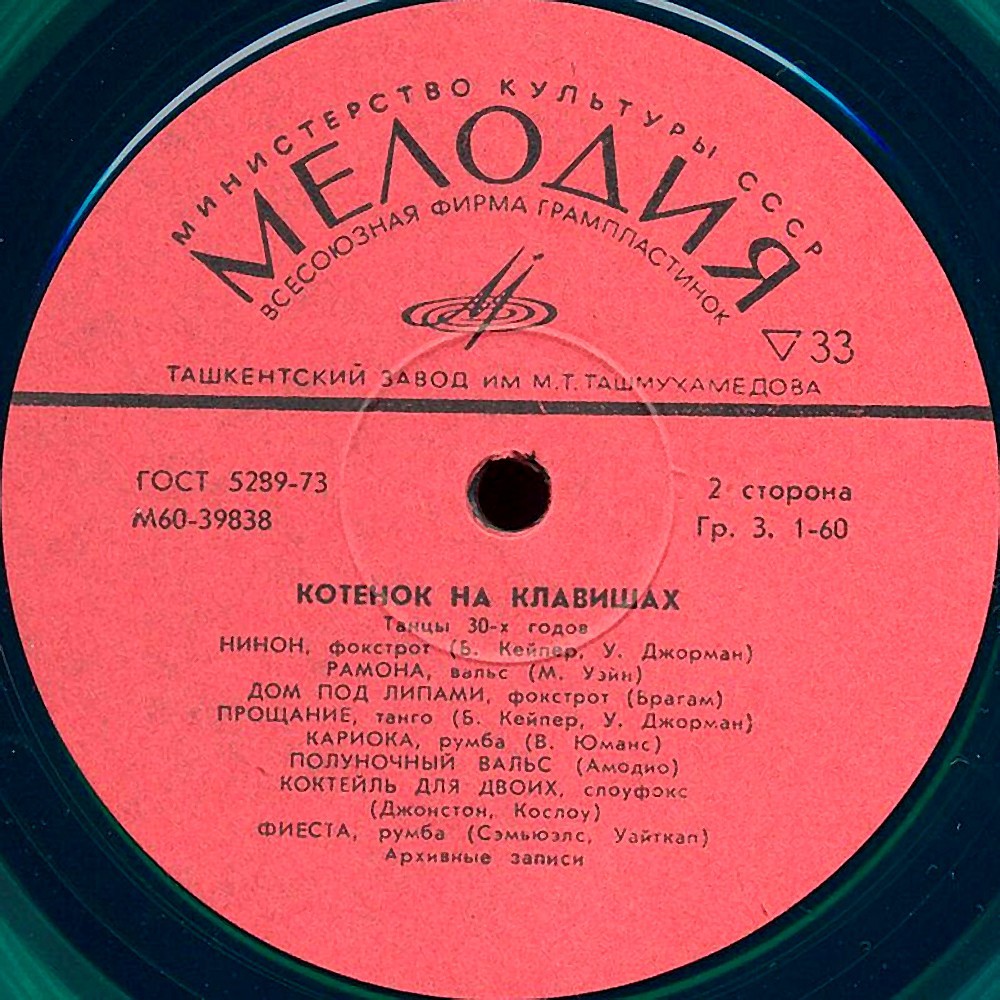 МИНИСТЕРСТВО КУЛЬТУРЫ СССР
МЕЛОДИЯ
ВСЕСОЮЗНАЯ ФИРМА ГРАМПЛАСТИНОК
33
ТАШКЕНТСКИЙ ЗАВОД ИМ М.Т.ТАШМУХАМЕДОВА
ГОСТ 5289-73
М60-39838
2 сторона
Гр. 3. 1-60
КОТЕНОК НА КЛАВИШАХ
Танцы 30-х годов
НИНОН, фокстрот (Б. Кейпер, У. Джорман)
РАМОНА, вальс (М. Уэйн)
ДОМ ПОД ЛИПАМИ, фокстрот (Брагам)
ПРОЩАНИЕ, танго (Б. Кейпер, У. Джорман)
КАРИОКА, румба (В. Юманс)
ПОЛУНОЧНЫЙ ВАЛЬС (Амодио)
КОКТЕЙЛЬ ДЛЯ ДВОИХ, слоуфокс
(Джонстон, Кослоу)
ФИЕСТА, румба (Сэмьюэлс, Уайткап)
Архивные записи